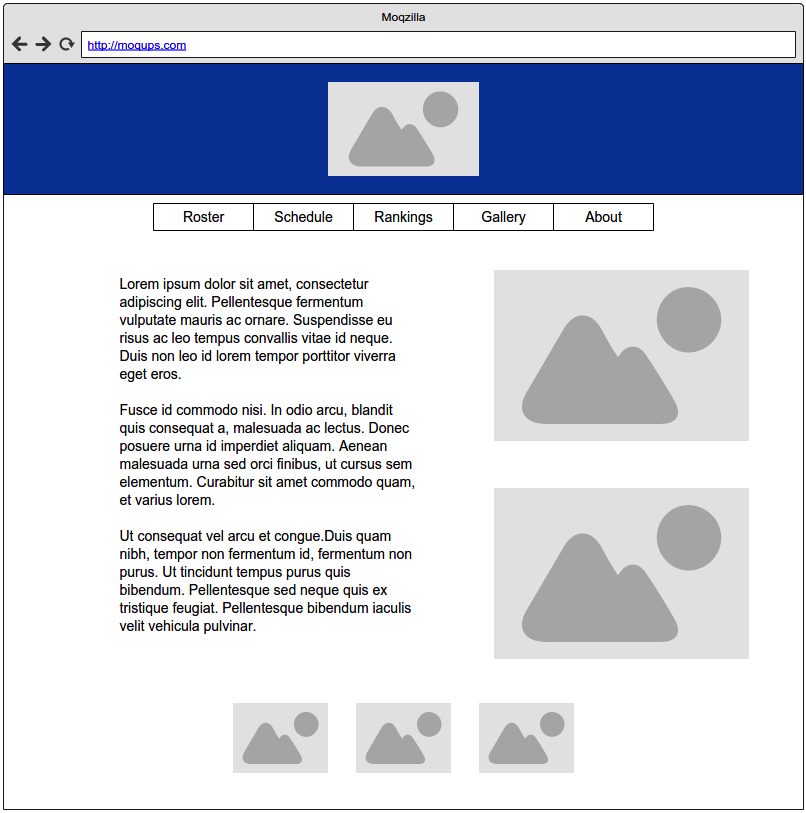 Moqzilla
http://moqups.com
Roster Schedule Rankings Gallery About
Lorem ipsum dolor sit amet, consectetur
adipiscing elit. Pellentesque fermentum
vulputate mauris ac ornare. Suspendisse eu
risus ac leo tempus convallis vitae id neque.
Duis non leo id lorem tempor porttitor viverra
eget eros.
Fusce id commodo nisi. In odio arcu, blandit
quis consequat a, malesuada ac lectus. Donec
posuere urna id imperdiet aliquam. Aenean
malesuada urna sed orci finibus, ut cursus sem
elementum. Curabitur sit amet commodo quam,
et varius lorem.
Ut consequat vel arcu et congue.Duis quam
nibh, tempor non fermentum id, fermentum non
purus. Ut tincidunt tempus purus quis
bibendum. Pellentesque sed neque quis ex
tristique feugiat. Pellentesque bibendum iaculis
velit vehicula pulvinar.